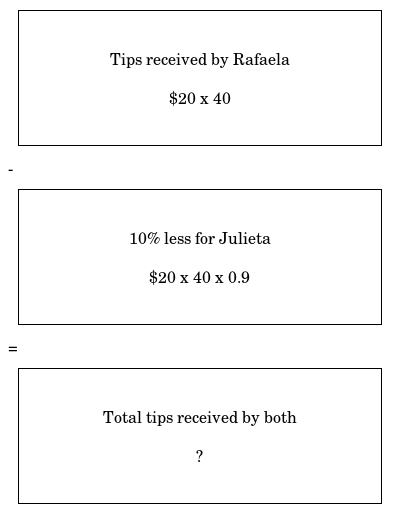 Tips received by Rafaela
$20 x 40
-
10% less for Julieta
$20 x 40 x 0.9
=
Total tips received by both
?